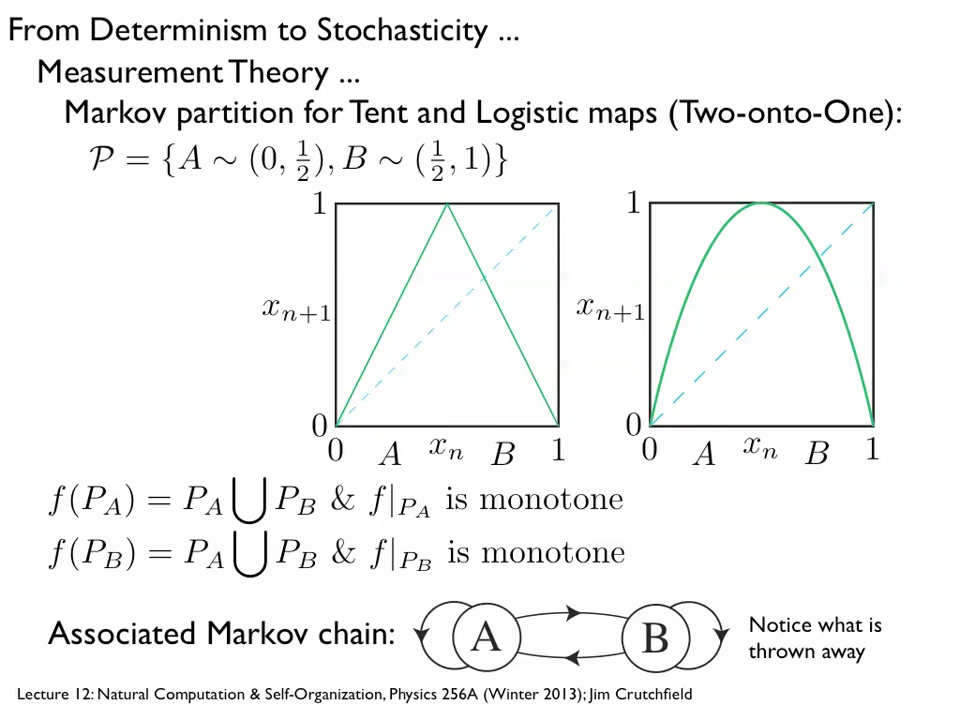 From Determinism to Stochasticity ...
Measurement Theory ...
Markov partition for Tent and Logistic maps (Two-onto-One):
𝒫 = {A ∼ (0, 1/2), B ∼ (1/2, 1)}
1
x_{n+1}
0
0 A x_n B 1
1
x_{n+1}
0
0 A x_n B 1
f(P_A) = P_A ⋃ P_B & f|_{P_A} is monotone
f(P_B) = P_A ⋃ P_B & f|_{P_B} is monotone
Associated Markov chain:
A
B
Notice what is
thrown away
Lecture 12: Natural Computation & Self-Organization, Physics 256A (Winter 2013); Jim Crutchfield